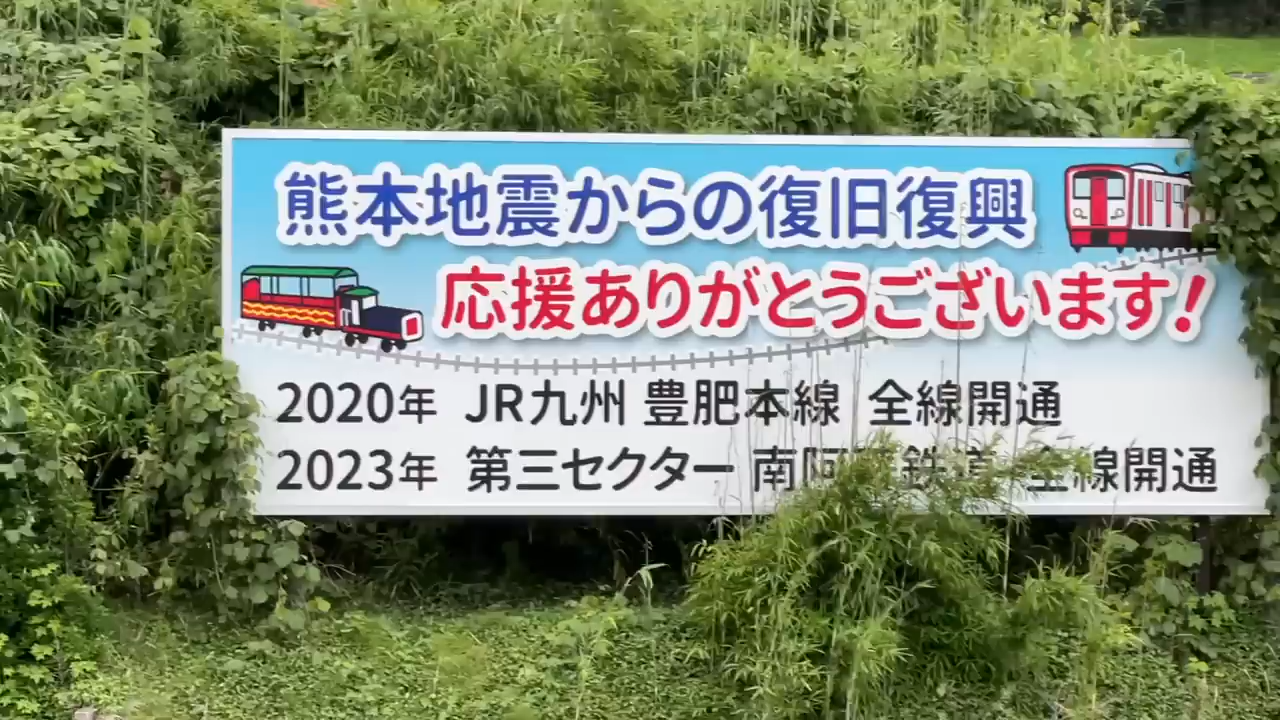 熊本地震からの復旧復興
応援ありがとうございます!
2020年 JR九州 豊肥本線 全線開通
2023年 第三セクター 南阿 鉄道 全線開通